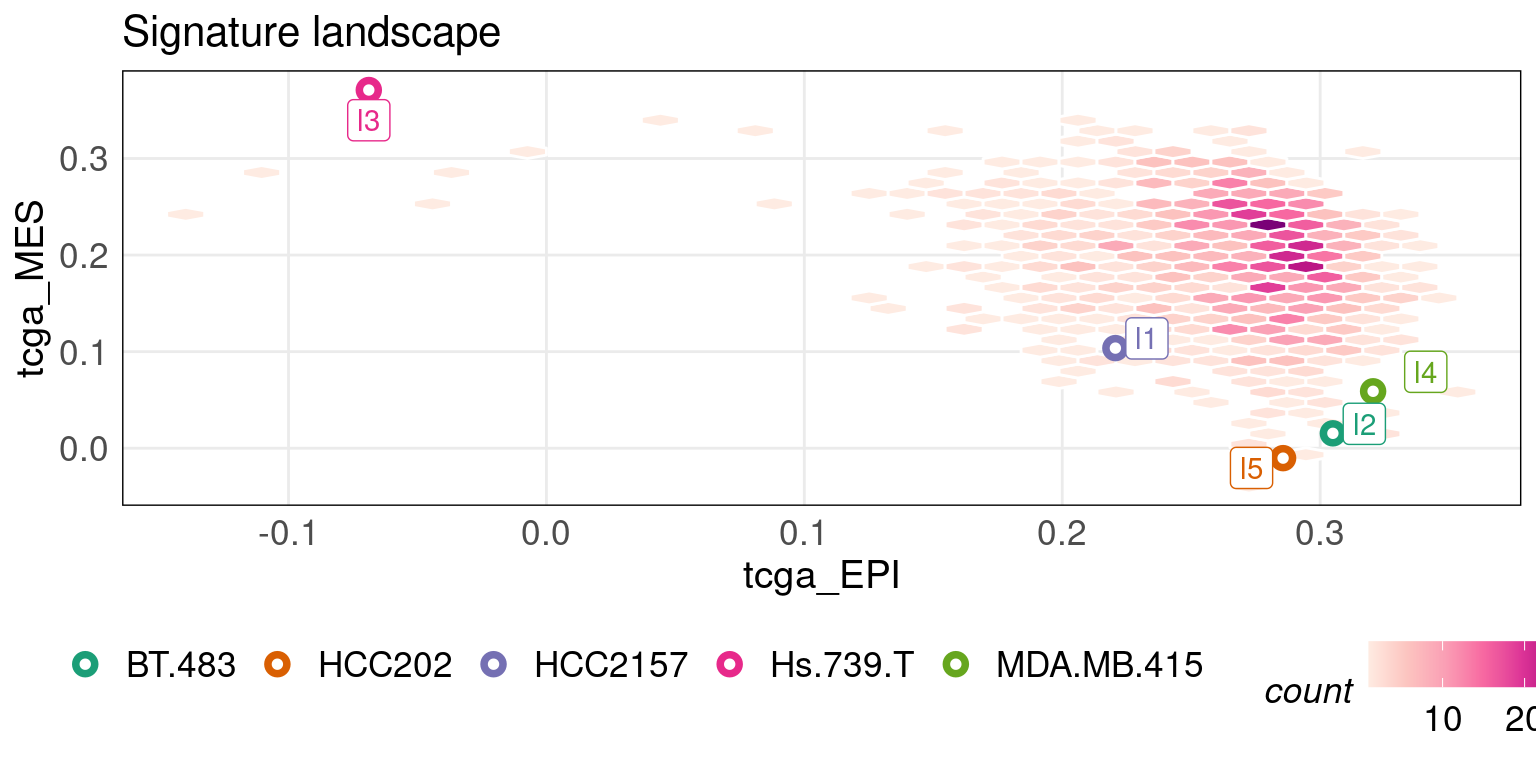 Signature landscape
l3
0.3
0.2
0.1
0.0
l1
l4
l2
l5
tcga_MES
-0.1 0.0 0.1 0.2 0.3
tcga_EPI
BT.483 HCC202 HCC2157 Hs.739.T MDA.MB.415
count
10 20